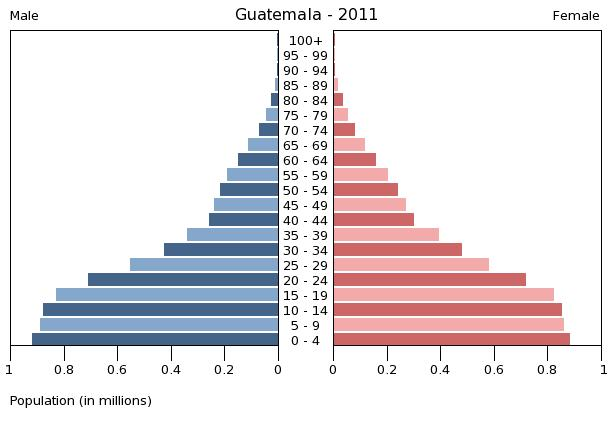 Guatemala - 2011
Male
Female
100+
95 - 99
90 - 94
85 - 89
80 - 84
75 - 79
70 - 74
65 - 69
60 - 64
55 - 59
50 - 54
45 - 49
40 - 44
35 - 39
30 - 34
25 - 29
20 - 24
15 - 19
10 - 14
5 - 9
0 - 4
1 0.8 0.6 0.4 0.2 0 0 0.2 0.4 0.6 0.8 1
Population (in millions)